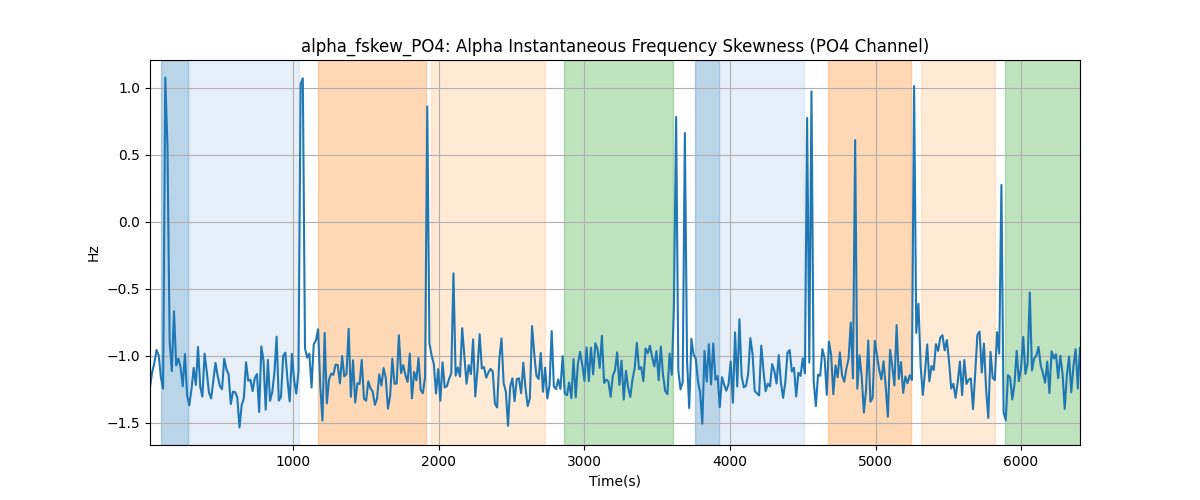 alpha_fskew_PO4: Alpha Instantaneous Frequency Skewness (PO4 Channel)
1.0
0.5
0.0
−0.5
−1.0
−1.5
Hz
1000 2000 3000 4000 5000 6000
Time(s)